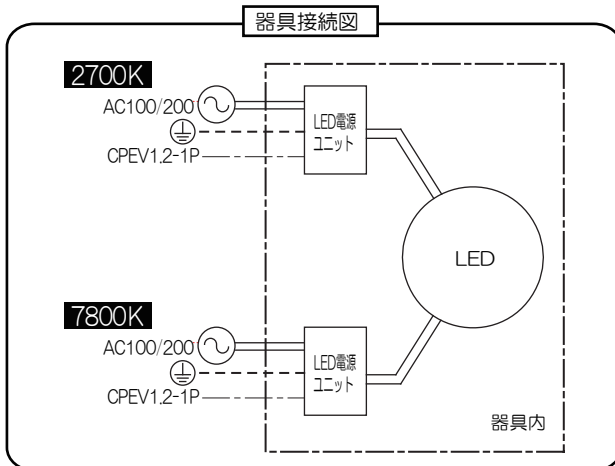 器具接続図
2700K
AC100/200
LED電源
ユニット
CPEV1.2-1P
LED
7800K
AC100/200
LED電源
ユニット
CPEV1.2-1P
器具内